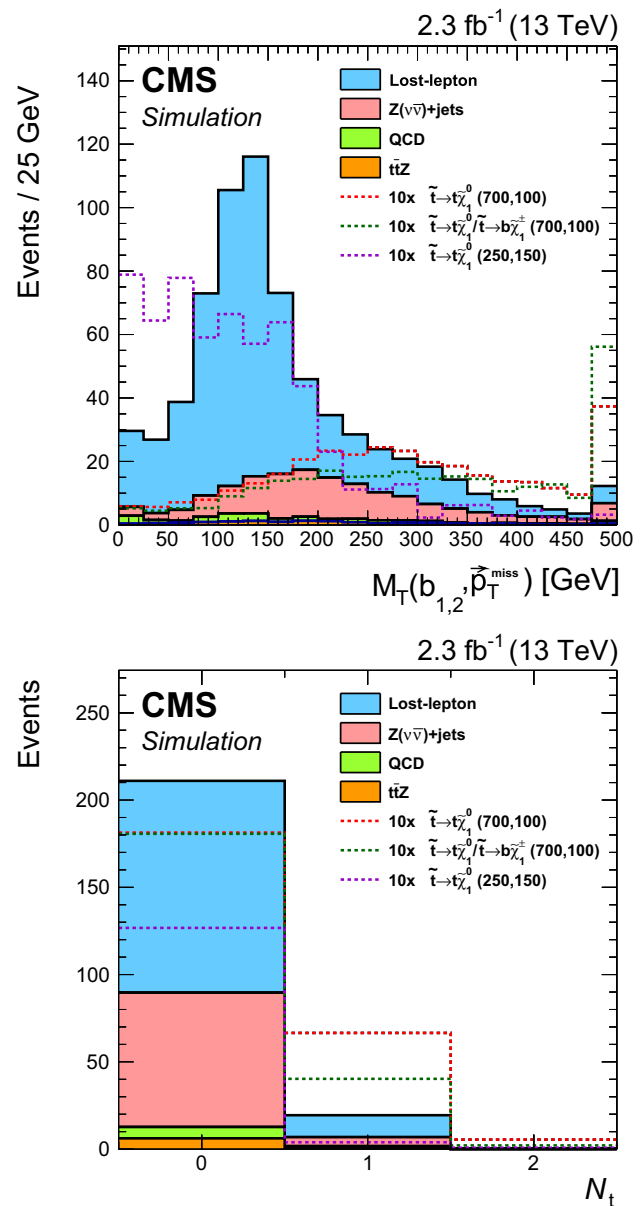 2.3 fb⁻¹ (13 TeV)
CMS
Simulation
Lost-lepton
Z(νν̅)+jets
QCD
tt̅Z
10x t̃→tχ̃₁⁰ (700,100)
10x t̃→tχ̃₁⁰/t̃→bχ̃₁± (700,100)
10x t̃→tχ̃₁⁰ (250,150)
Events / 25 GeV
140
120
100
80
60
40
20
0
0 50 100 150 200 250 300 350 400 450 500
M_T(b₁,₂,p⃗_T^miss) [GeV]
2.3 fb⁻¹ (13 TeV)
CMS
Simulation
Lost-lepton
Z(νν̅)+jets
QCD
tt̅Z
10x t̃→tχ̃₁⁰ (700,100)
10x t̃→tχ̃₁⁰/t̃→bχ̃₁± (700,100)
10x t̃→tχ̃₁⁰ (250,150)
Events
250
200
150
100
50
0
0 1 2
N_t